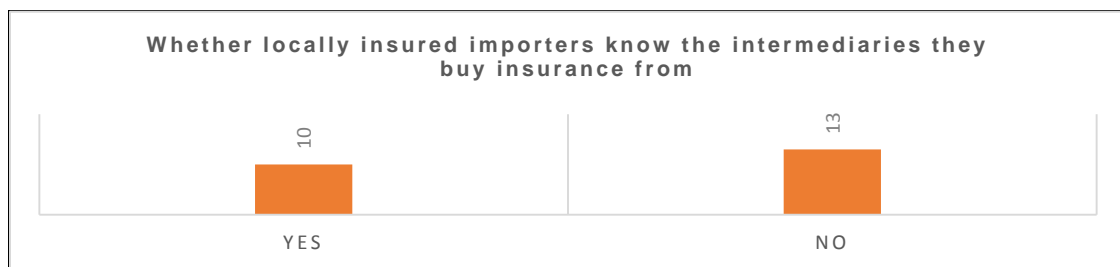 Whether locally insured importers know the intermediaries they
buy insurance from
10
13
YES
NO